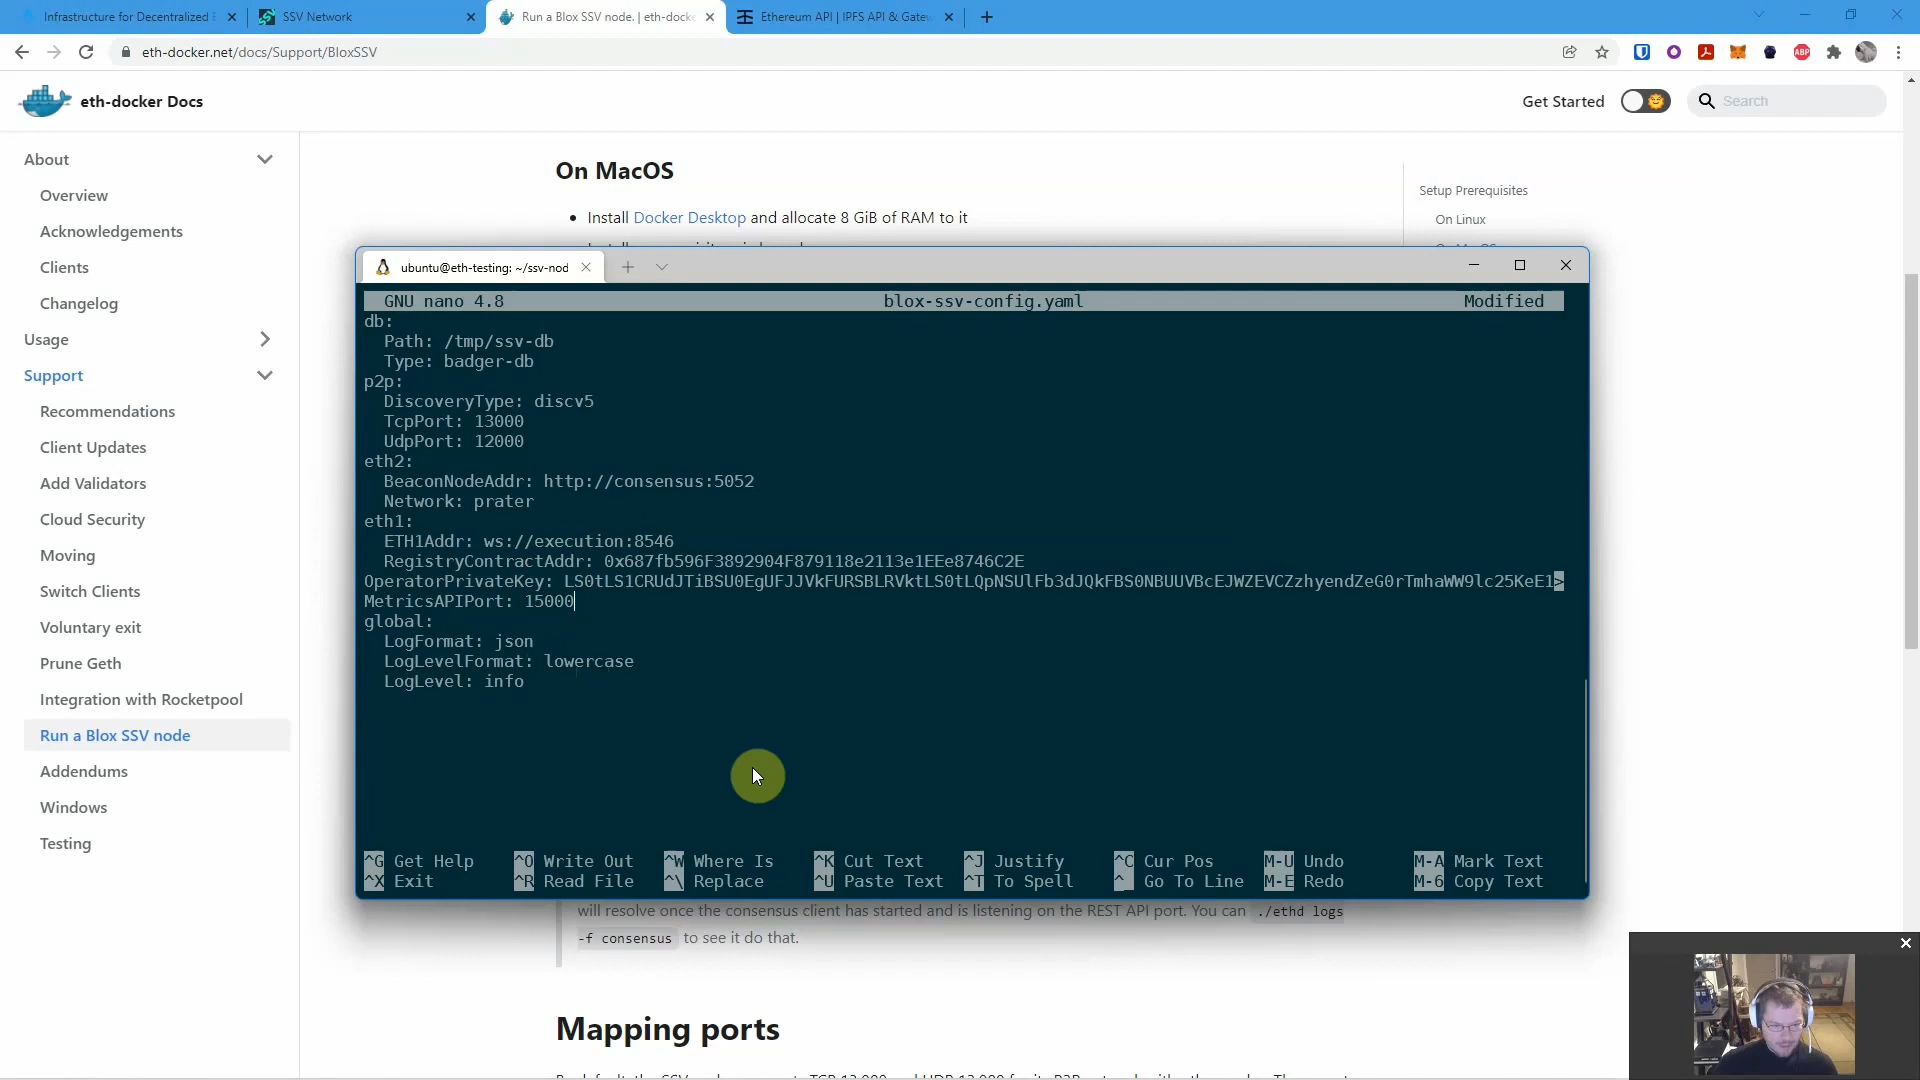 Infrastructure for Decentralized
SSV Network
Run a Blox SSV node. | eth-docke
Ethereum API | IPFS API & Gatew
eth-docker.net/docs/Support/BloxSSV
eth-docker Docs
Get Started
Search
About
Overview
Acknowledgements
Clients
Changelog
Usage
Support
Recommendations
Client Updates
Add Validators
Cloud Security
Moving
Switch Clients
Voluntary exit
Prune Geth
Integration with Rocketpool
Run a Blox SSV node
Addendums
Windows
Testing
On MacOS
Install Docker Desktop and allocate 8 GiB of RAM to it
Setup Prerequisites
On Linux
ubuntu@eth-testing: ~/ssv-nod
GNU nano 4.8 blox-ssv-config.yaml Modified
db:
Path: /tmp/ssv-db
Type: badger-db
p2p:
DiscoveryType: discv5
TcpPort: 13000
UdpPort: 12000
eth2:
BeaconNodeAddr: http://consensus:5052
Network: prater
eth1:
ETH1Addr: ws://execution:8546
RegistryContractAddr: 0x687fb596F3892904F879118e2113e1EEe8746C2E
OperatorPrivateKey: LS0tLS1CRUdJTiBSU0EgUFJJVkFURSBLRVktLS0tLQpNSUlFb3dJQkFBS0NBUUVBcEJWZEVCZzhyendZeG0rTmhaWW9lc25KeE1>
MetricsAPIPort: 15000
global:
LogFormat: json
LogLevelFormat: lowercase
LogLevel: info
^G Get Help ^O Write Out ^W Where Is ^K Cut Text ^J Justify ^C Cur Pos M-U Undo M-A Mark Text
^X Exit ^R Read File ^\ Replace ^U Paste Text ^T To Spell ^_ Go To Line M-E Redo M-6 Copy Text
will resolve once the consensus client has started and is listening on the REST API port. You can ./ethd logs
-f consensus to see it do that.
Mapping ports